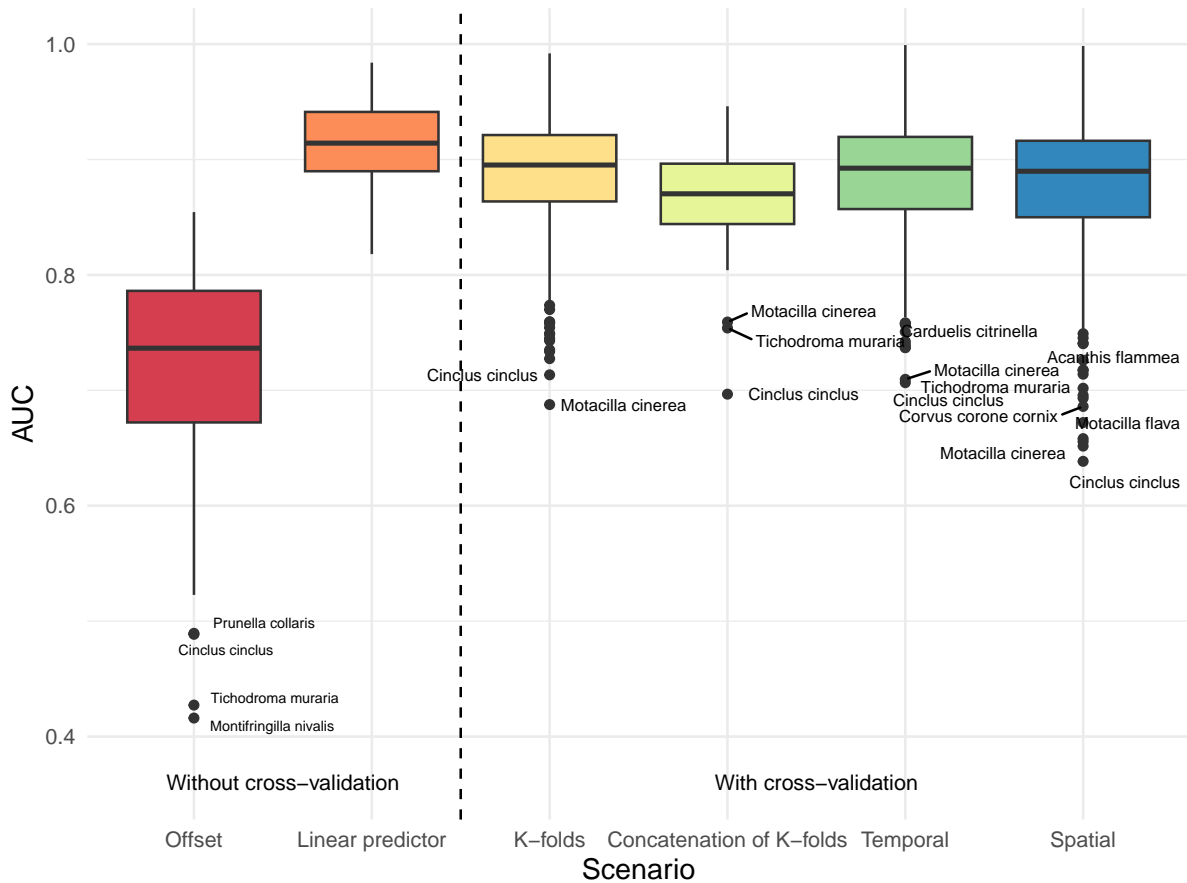 1.0
0.8
0.6
0.4
AUC
Motacilla cinerea
Tichodroma muraria
Carduelis citrinella
Acanthis flammea
Cinclus cinclus
Motacilla cinerea
Tichodroma muraria
Motacilla cinerea
Cinclus cinclus
Cinclus cinclus
Corvus corone cornix
Motacilla flava
Motacilla cinerea
Cinclus cinclus
Prunella collaris
Cinclus cinclus
Tichodroma muraria
Montifringilla nivalis
Without cross−validation
With cross−validation
Offset
Linear predictor
K−folds
Concatenation of K−folds
Temporal
Spatial
Scenario